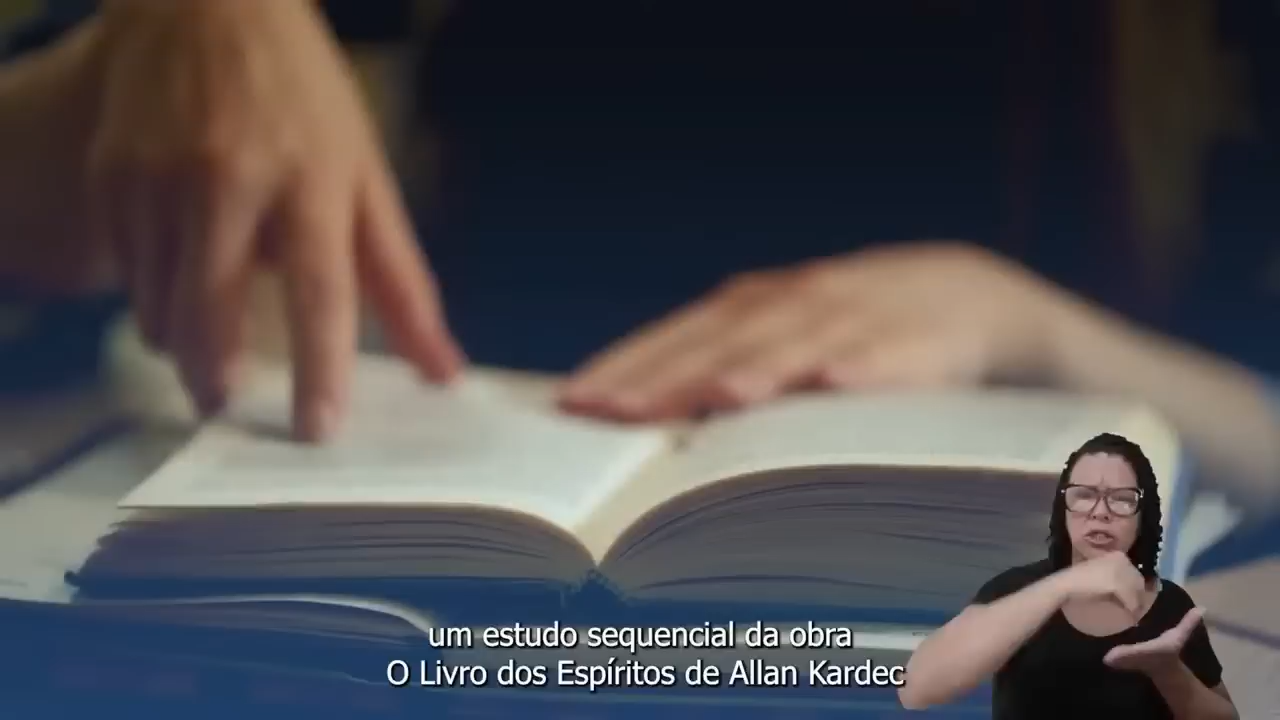 um estudo sequencial da obra
O Livro dos Espíritos de Allan Kardec